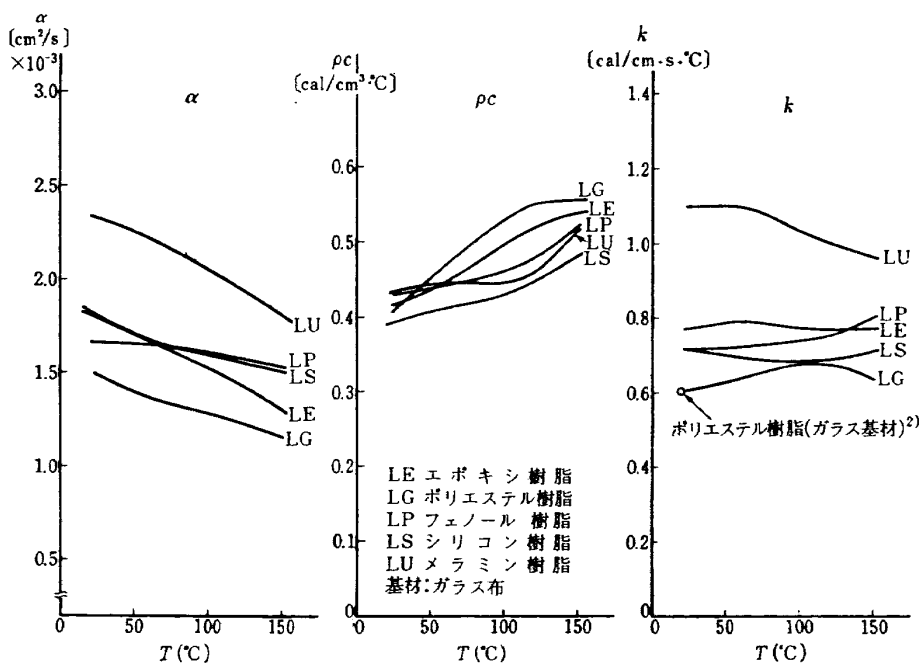 α
[cm²/s]
×10⁻³
3.0
2.5
2.0
1.5
1.0
0.5
0
50
100
150
T(°C)
α
LU
LP
LS
LE
LG
ρc
[cal/cm³·°C]
0.6
0.5
0.4
0.3
0.2
0.1
0
0
50
100
150
T(°C)
ρc
LG
LE
LP
LU
LS
LE エポキシ樹脂
LG ポリエステル樹脂
LP フェノール樹脂
LS シリコン樹脂
LU メラミン樹脂
基材:ガラス布
k
[cal/cm·s·°C]
1.4
1.2
1.0
0.8
0.6
0.4
0.2
0
0
50
100
150
T(°C)
k
LU
LP
LE
LS
LG
ポリエステル樹脂(ガラス基材)²⁾